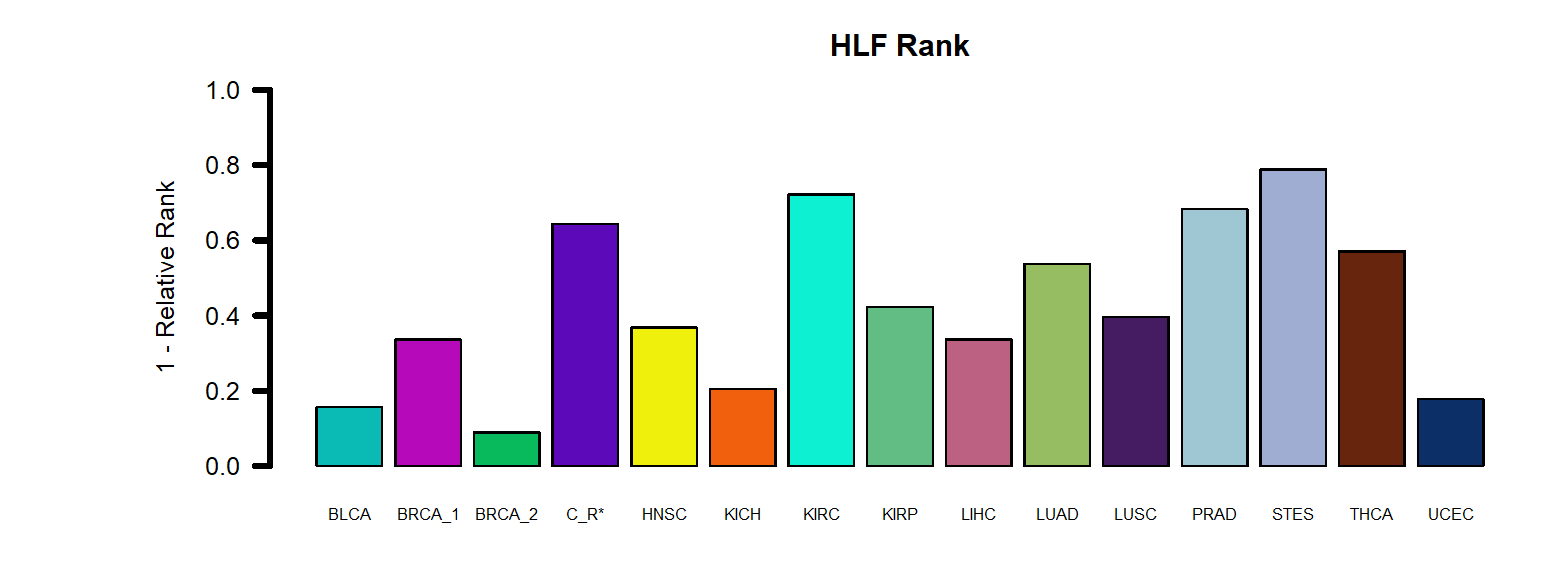 HLF Rank
1 - Relative Rank
1.0
0.8
0.6
0.4
0.2
0.0
BLCA BRCA_1 BRCA_2 C_R* HNSC KICH KIRC KIRP LIHC LUAD LUSC PRAD STES THCA UCEC